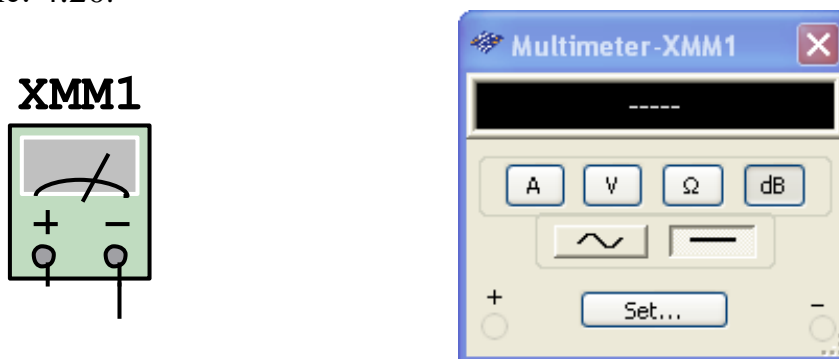 XMM1
+ −
Multimeter-XMM1
-----
A V Ω dB
+ Set... −